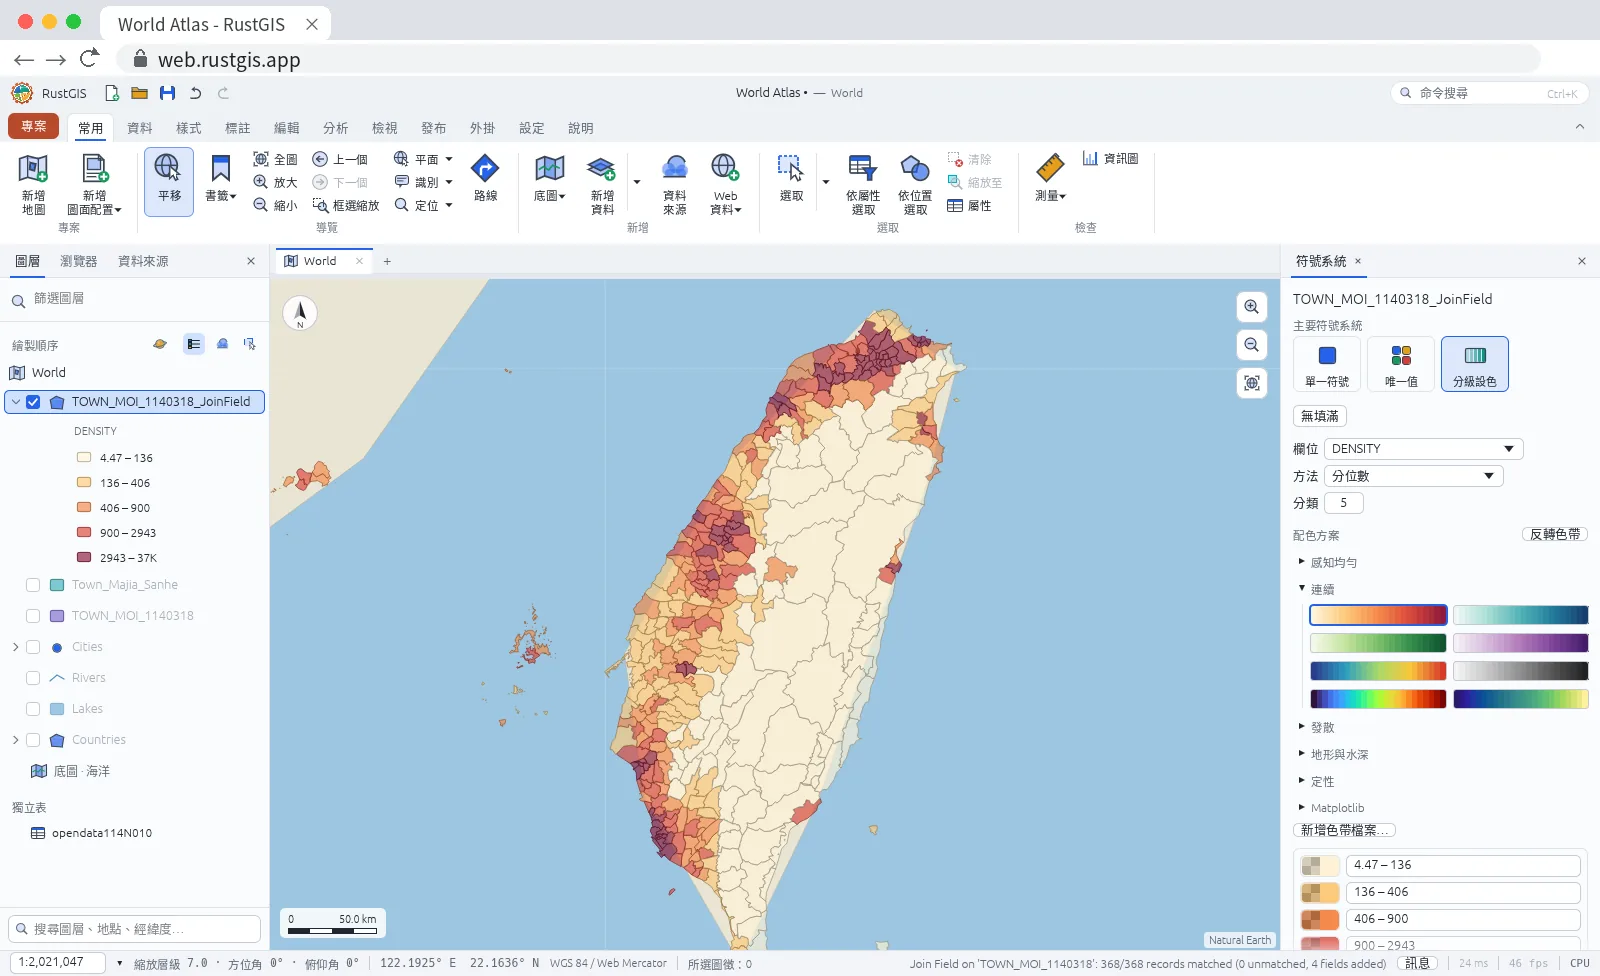 World Atlas - RustGIS
web.rustgis.app
RustGIS
World Atlas • — World
命令搜尋 Ctrl+K
專案 常用 資料 樣式 標註 編輯 分析 檢視 發布 外掛 設定 說明
新增地圖
新增圖面配置
專案
平移
書籤
全圖
放大
縮小
上一個
下一個
框選縮放
平面
識別
定位
路線
導覽
底圖
新增資料
資料來源
Web 資料
新增
選取
依屬性選取
依位置選取
清除
縮放至
屬性
選取
測量
資訊圖
檢查
圖層 瀏覽器 資料來源
篩選圖層
繪製順序
World
TOWN_MOI_1140318_JoinField
DENSITY
4.47 – 136
136 – 406
406 – 900
900 – 2943
2943 – 37K
Town_Majia_Sanhe
TOWN_MOI_1140318
Cities
Rivers
Lakes
Countries
底圖 · 海洋
獨立表
opendata114N010
搜尋圖層、地點、經緯度…
World
N
0 50.0 km
Natural Earth
符號系統
TOWN_MOI_1140318_JoinField
主要符號系統
單一符號 唯一值 分級設色
無填滿
欄位 DENSITY
方法 分位數
分類 5
配色方案 反轉色帶
感知均勻
連續
發散
地形與水深
定性
Matplotlib
新增色帶檔案…
4.47 – 136
136 – 406
406 – 900
900 – 2943
1:2,021,047 縮放層級 7.0 · 方位角 0° · 俯仰角 0° 122.1925° E 22.1636° N WGS 84 / Web Mercator 所選圖徵：0 Join Field on 'TOWN_MOI_1140318': 368/368 records matched (0 unmatched, 4 fields added) 訊息 24 ms 46 fps CPU